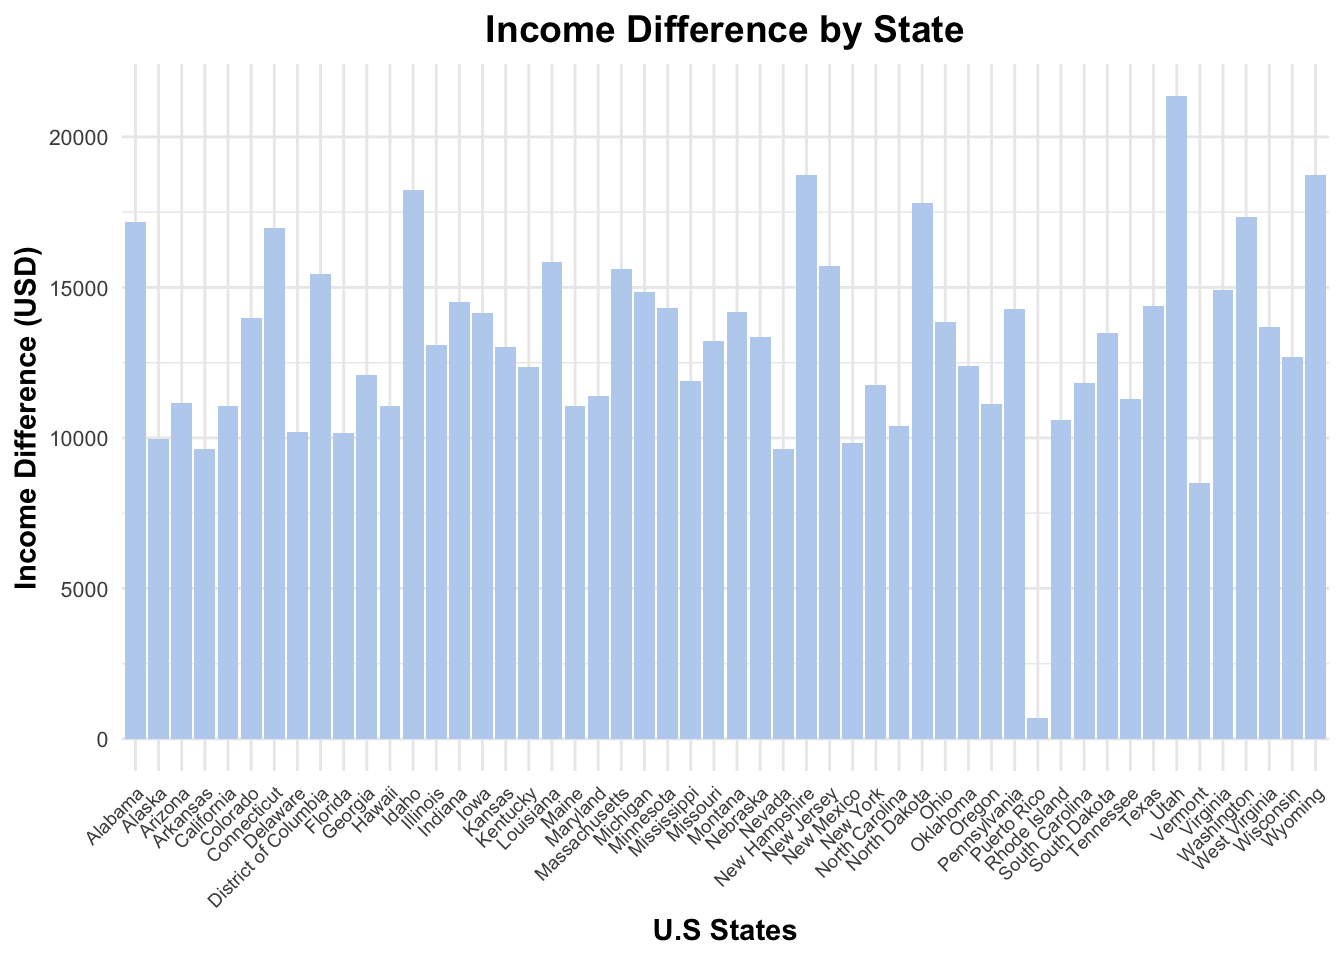 Income Difference by State
Income Difference (USD)
20000
15000
10000
5000
0
Alabama
Alaska
Arizona
Arkansas
California
Colorado
Connecticut
Delaware
District of Columbia
Florida
Georgia
Hawaii
Idaho
Illinois
Indiana
Iowa
Kansas
Kentucky
Louisiana
Maine
Maryland
Massachusetts
Michigan
Minnesota
Mississippi
Missouri
Montana
Nebraska
Nevada
New Hampshire
New Jersey
New Mexico
New York
North Carolina
North Dakota
Ohio
Oklahoma
Oregon
Pennsylvania
Puerto Rico
Rhode Island
South Carolina
South Dakota
Tennessee
Texas
Utah
Vermont
Virginia
Washington
West Virginia
Wisconsin
Wyoming
U.S States